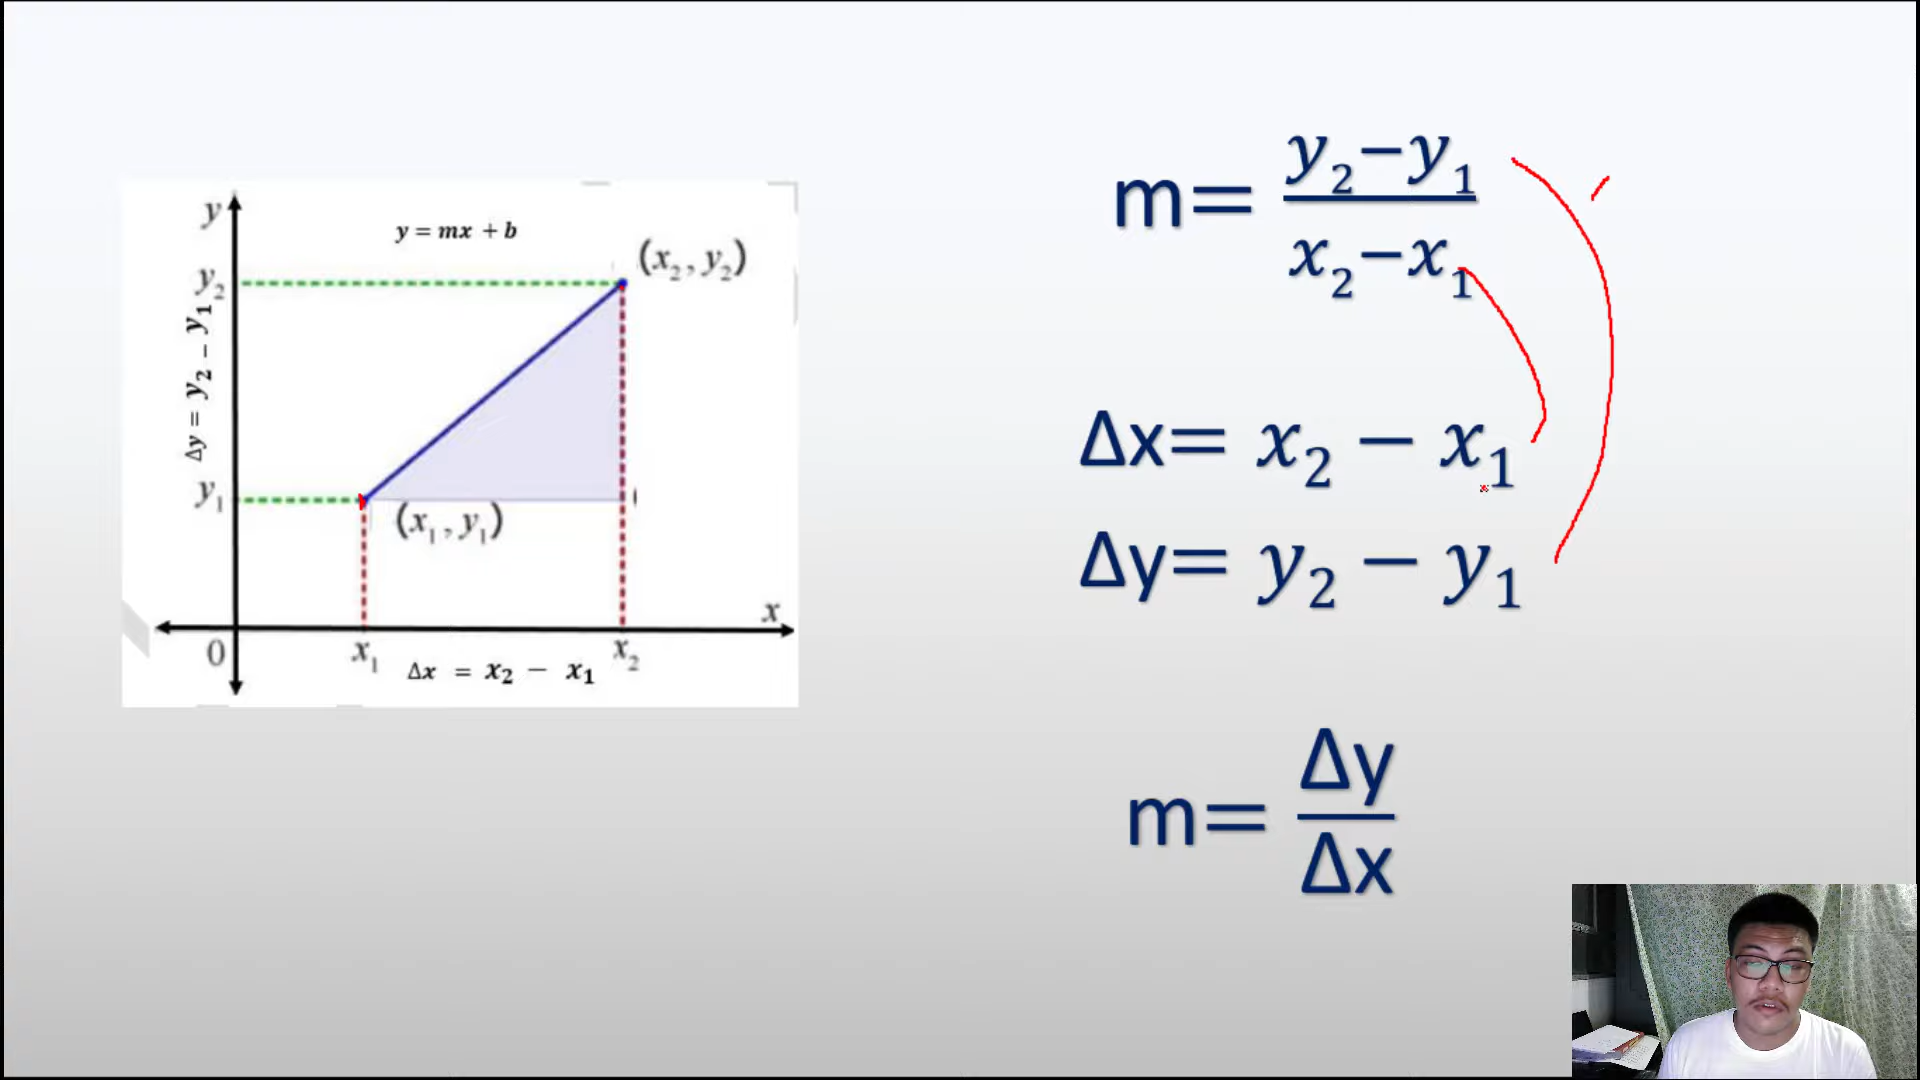 y
y = mx + b
(x₂, y₂)
y₂
Δy = y₂ − y₁
y₁
(x₁, y₁)
x
0
x₁
x₂
Δx = x₂ − x₁
m= y₂−y₁
x₂−x₁
Δx= x₂ − x₁
Δy= y₂ − y₁
m= Δy
Δx